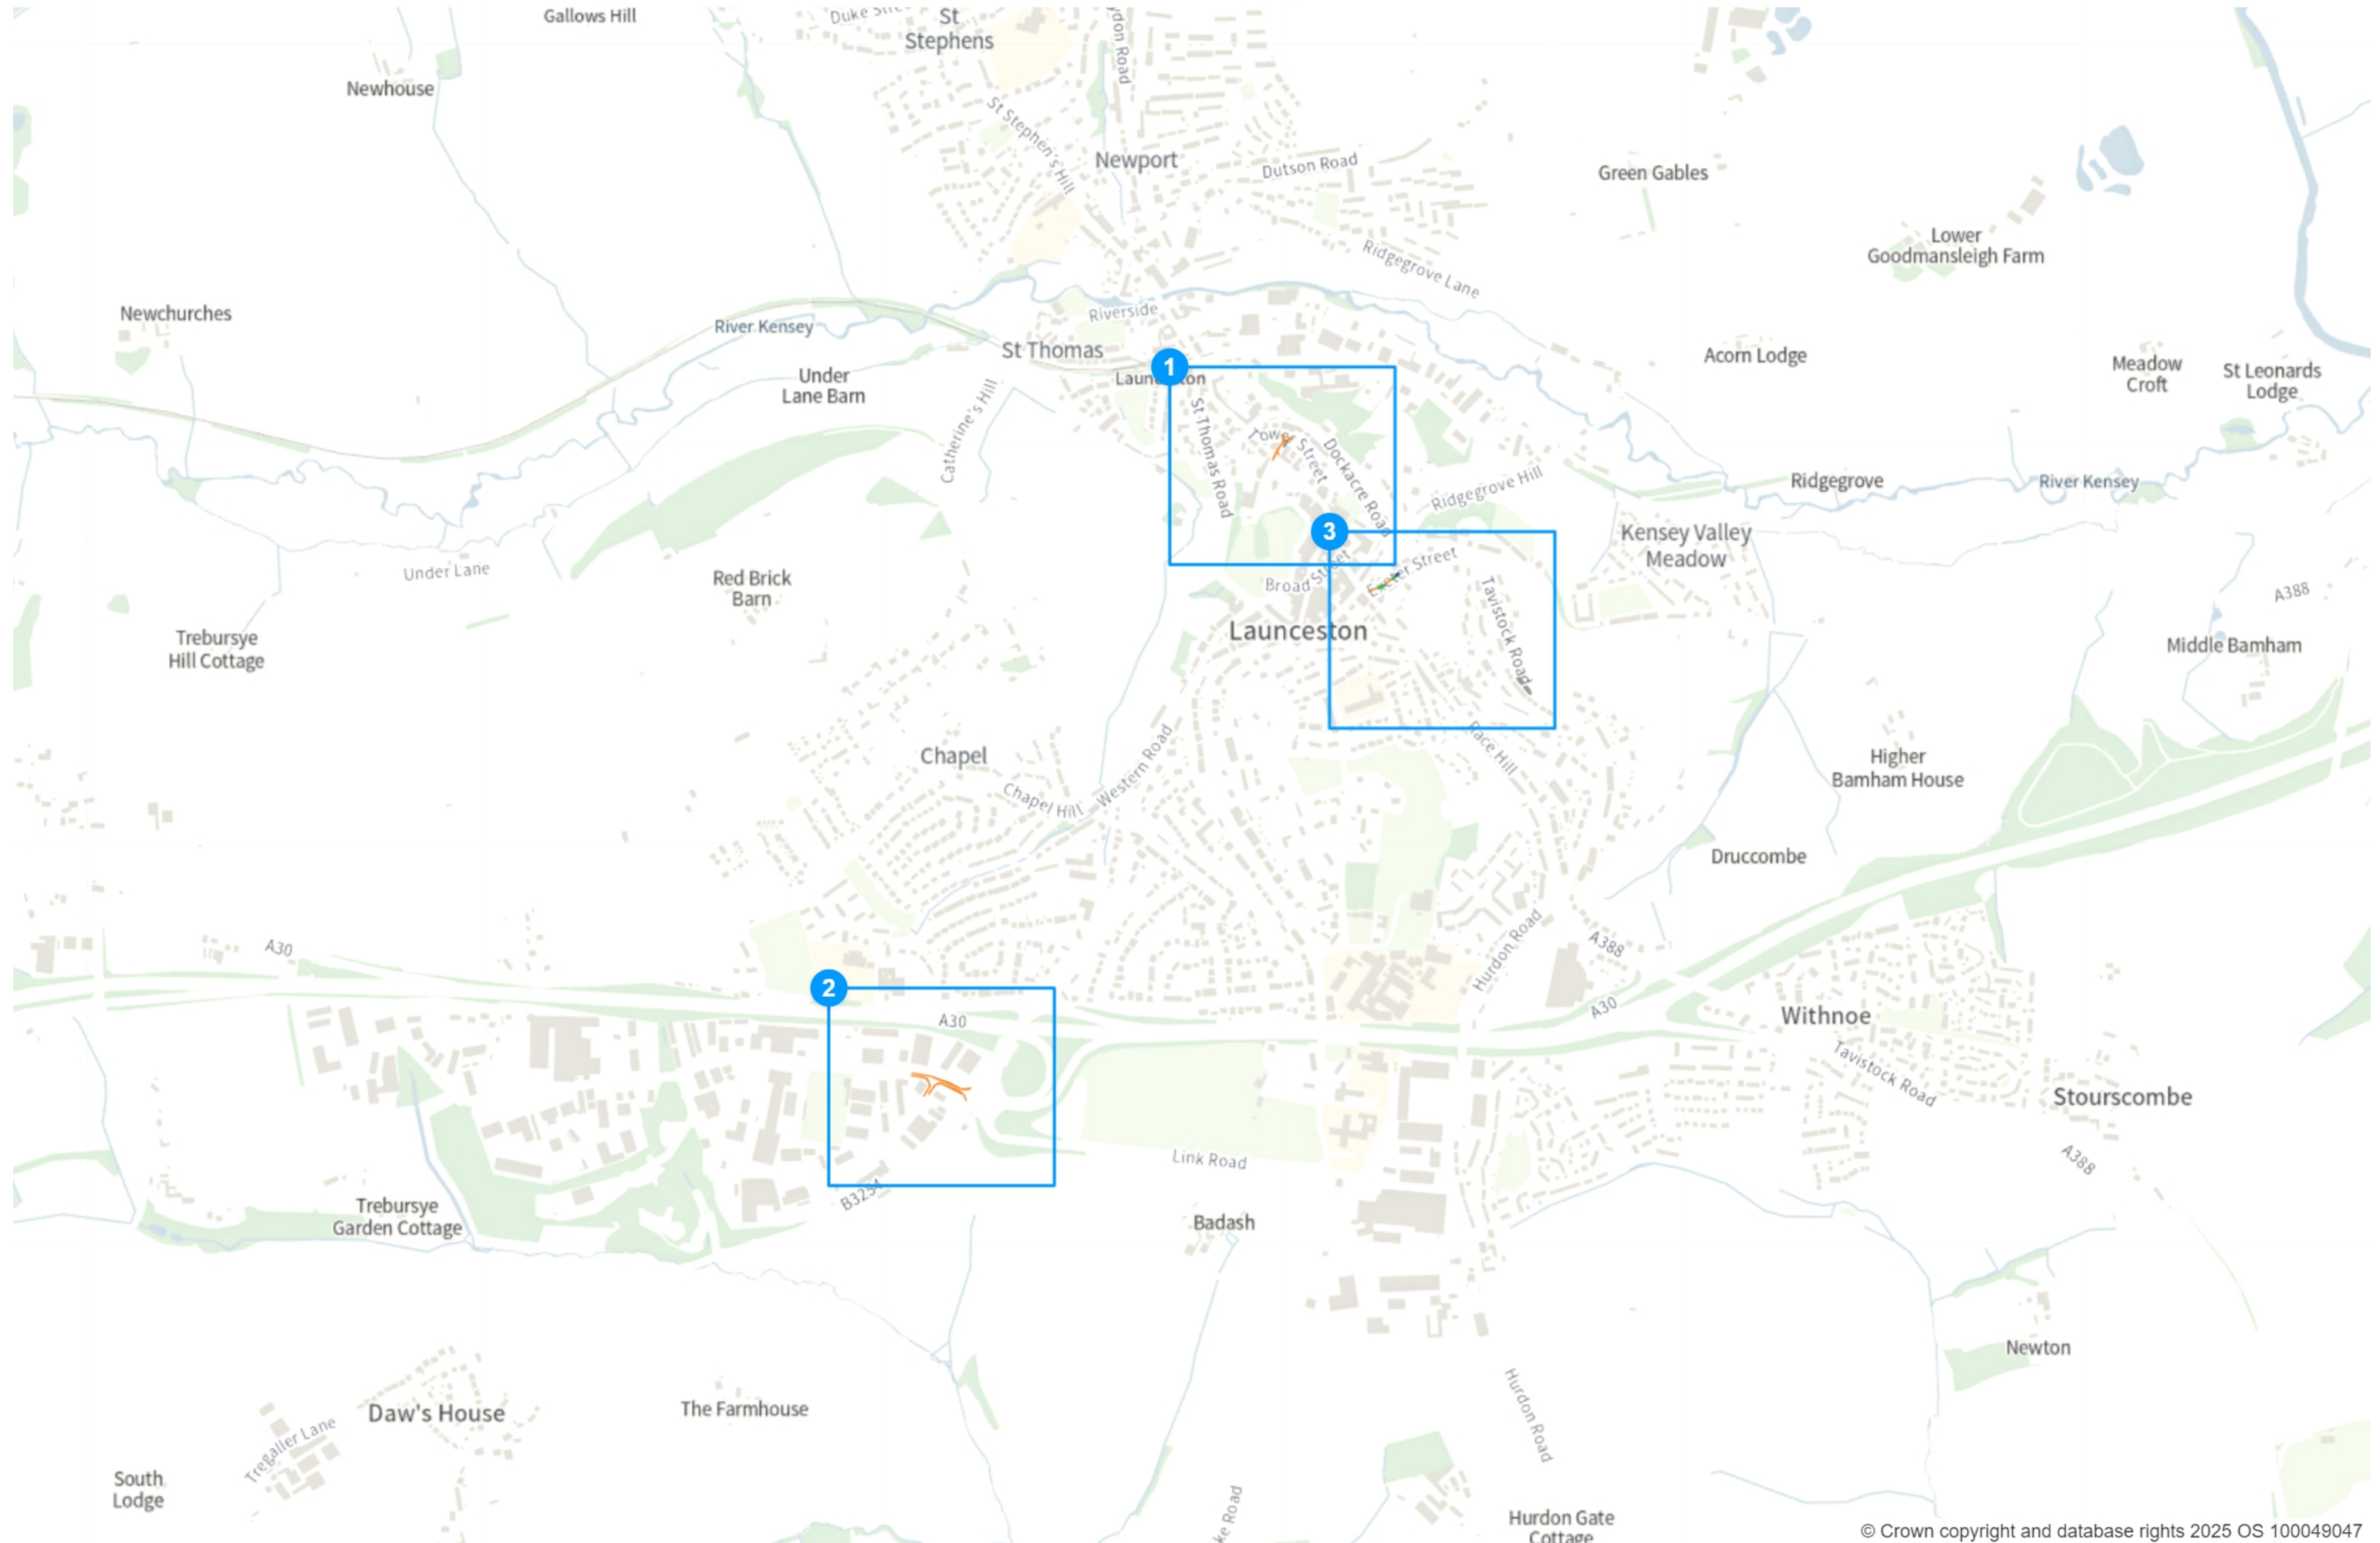 Gallows Hill
St
Stephens
Newhouse
St Stephen's Hill
Newport
Dutson Road
Green Gables
Ridgegrove Lane
Lower
Goodmansleigh Farm
Newchurches
River Kensey
Riverside
St Thomas
Under
Lane Barn
Catherine's Hill
1
St Thomas Road
Street
Dockacre Road
Ridgegrove Hill
Acorn Lodge
Meadow
Croft
St Leonards
Lodge
Ridgegrove
River Kensey
Kensey Valley
Meadow
3
Broad Street
Tavistock Road
Launceston
Under Lane
Red Brick
Barn
Trebursye
Hill Cottage
A388
Middle Bamham
Race Hill
Higher
Bamham House
Chapel
Chapel Hill
Western Road
Druccombe
A30
2
A30
Hurdon Road
A388
A30
Withnoe
Tavistock Road
Stourscombe
A388
Link Road
B3254
Trebursye
Garden Cottage
Badash
Newton
Daw's House
The Farmhouse
Tregaller Lane
South
Lodge
Hurdon Road
Hurdon Gate
Cottage
© Crown copyright and database rights 2025 OS 100049047